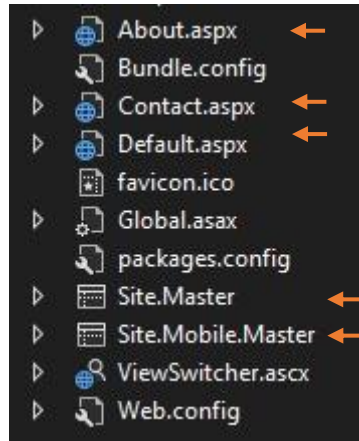 About.aspx
Bundle.config
Contact.aspx
Default.aspx
favicon.ico
Global.asax
packages.config
Site.Master
Site.Mobile.Master
ViewSwitcher.ascx
Web.config